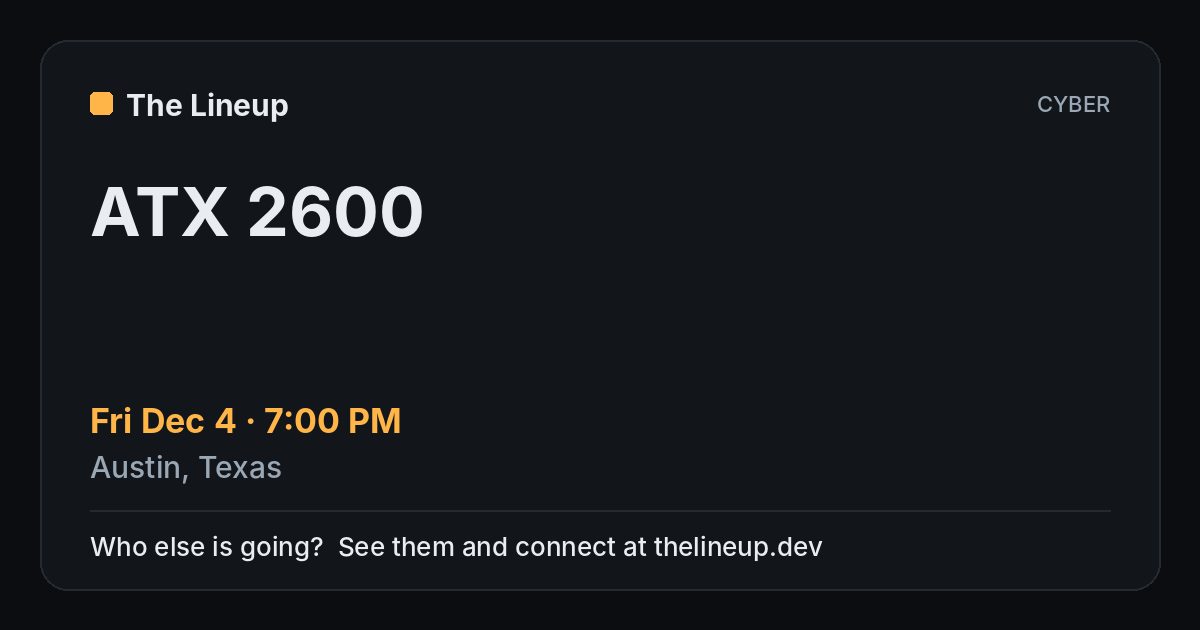 The Lineup
CYBER
ATX 2600
Fri Dec 4 · 7:00 PM
Austin, Texas
Who else is going?  See them and connect at thelineup.dev